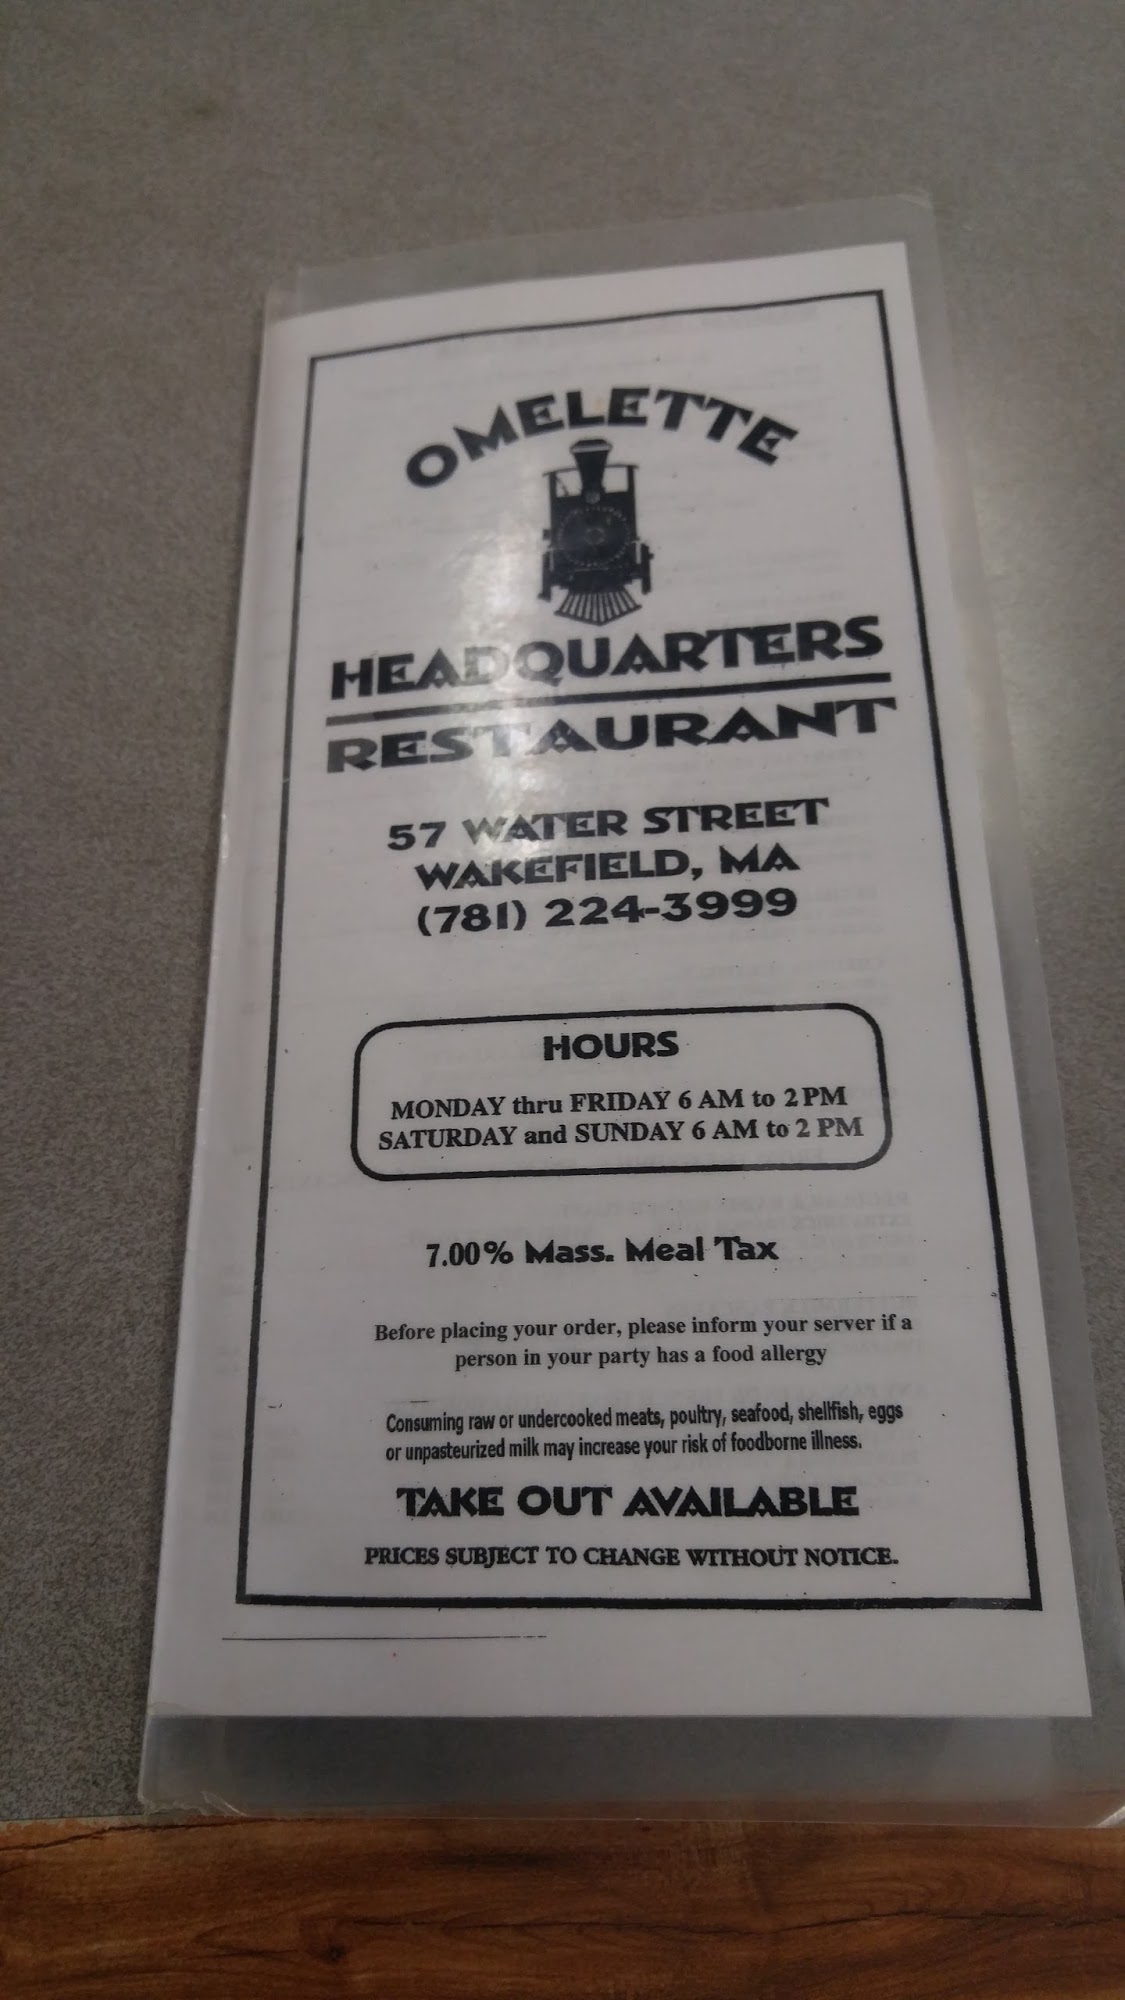 OMELETTE
HEADQUARTERS
RESTAURANT
57 WATER STREET
WAKEFIELD, MA
(781) 224-3999
HOURS
MONDAY thru FRIDAY 6 AM to 2 PM
SATURDAY and SUNDAY 6 AM to 2 PM
7.00% Mass. Meal Tax
Before placing your order, please inform your server if a
person in your party has a food allergy
Consuming raw or undercooked meats, poultry, seafood, shellfish, eggs
or unpasteurized milk may increase your risk of foodborne illness.
TAKE OUT AVAILABLE
PRICES SUBJECT TO CHANGE WITHOUT NOTICE.